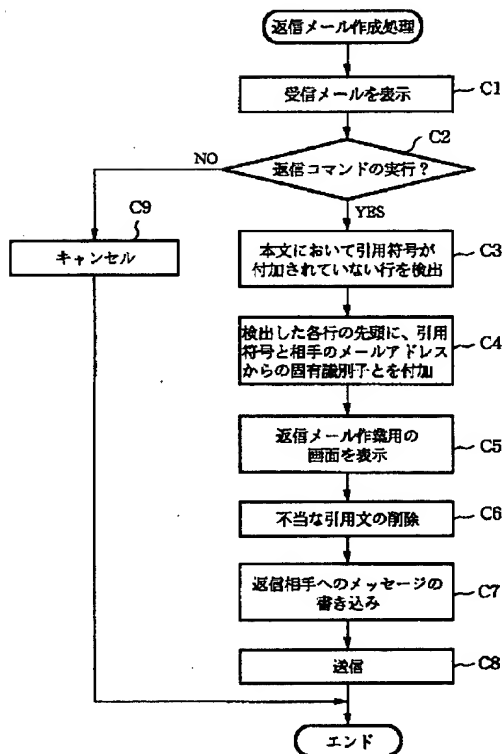 返信メール作成処理
受信メールを表示
C1
C2
返信コマンドの実行?
NO
YES
C9
キャンセル
本文において引用符号が
付加されていない行を検出
C3
検出した各行の先頭に、引用
符号と相手のメールアドレス
からの固有識別子とを付加
C4
返信メール作業用の
画面を表示
C5
不当な引用文の削除
C6
返信相手へのメッセージの
書き込み
C7
送信
C8
エンド